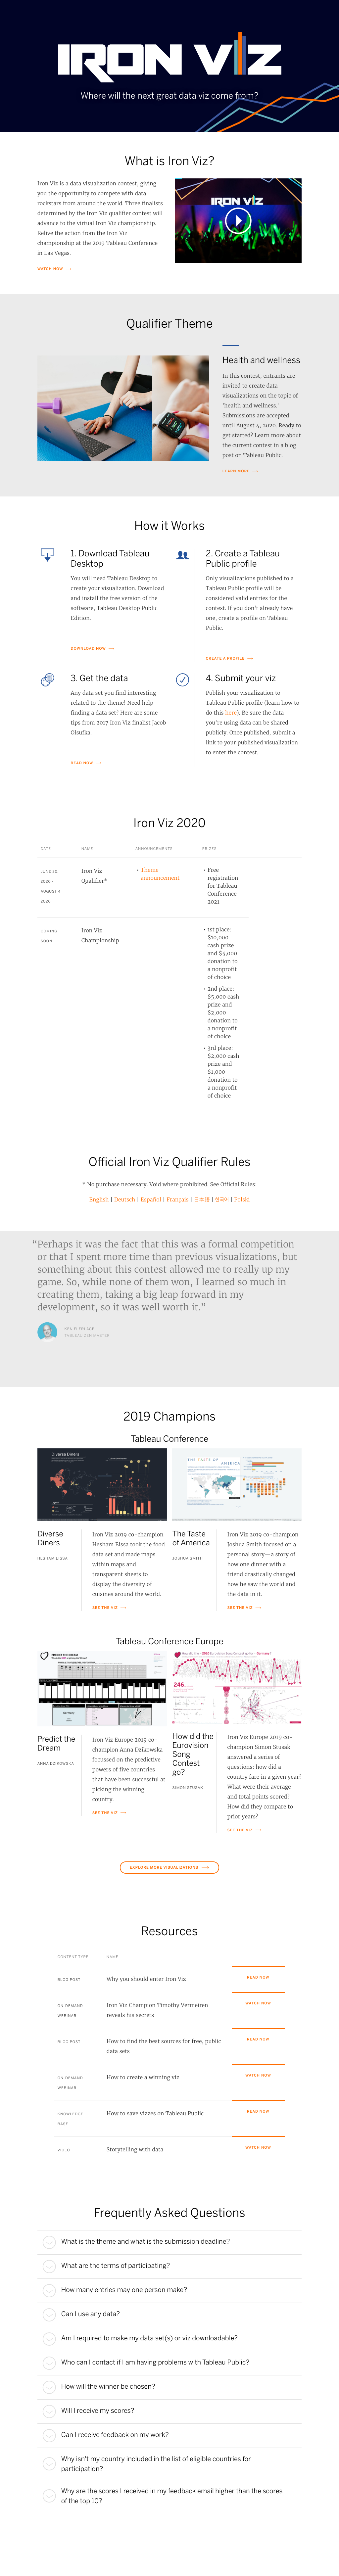 IRON VIZ
Where will the next great data viz come from?
What is Iron Viz?
Iron Viz is a data visualization contest, giving
you the opportunity to compete with data
rockstars from around the world. Three finalists
determined by the Iron Viz qualifier contest will
advance to the virtual Iron Viz championship.
Relive the action from the Iron Viz
championship at the 2019 Tableau Conference
in Las Vegas.
WATCH NOW
IRON VIZ
Qualifier Theme
Health and wellness
In this contest, entrants are
invited to create data
visualizations on the topic of
'health and wellness.'
Submissions are accepted
until August 4, 2020. Ready to
get started? Learn more about
the current contest in a blog
post on Tableau Public.
LEARN MORE
How it Works
1. Download Tableau
Desktop
You will need Tableau Desktop to
create your visualization. Download
and install the free version of the
software, Tableau Desktop Public
Edition.
DOWNLOAD NOW
2. Create a Tableau
Public profile
Only visualizations published to a
Tableau Public profile will be
considered valid entries for the
contest. If you don't already have
one, create a profile on Tableau
Public.
CREATE A PROFILE
3. Get the data
Any data set you find interesting
related to the theme! Need help
finding a data set? Here are some
tips from 2017 Iron Viz finalist Jacob
Olsufka.
READ NOW
4. Submit your viz
Publish your visualization to
Tableau Public profile (learn how to
do this here). Be sure the data
you're using data can be shared
publicly. Once published, submit a
link to your published visualization
to enter the contest.
Iron Viz 2020
DATE NAME ANNOUNCEMENTS PRIZES
JUNE 30,
2020 -
AUGUST 4,
2020
Iron Viz
Qualifier*
• Theme
announcement
• Free
registration
for Tableau
Conference
2021
COMING
SOON
Iron Viz
Championship
• 1st place:
$10,000
cash prize
and $5,000
donation to
a nonprofit
of choice
• 2nd place:
$5,000 cash
prize and
$2,000
donation to
a nonprofit
of choice
• 3rd place:
$2,000 cash
prize and
$1,000
donation to
a nonprofit
of choice
Official Iron Viz Qualifier Rules
* No purchase necessary. Void where prohibited. See Official Rules:
English | Deutsch | Español | Français | 日本語 | 한국어 | Polski
“Perhaps it was the fact that this was a formal competition
or that I spent more time than previous visualizations, but
something about this contest allowed me to really up my
game. So, while none of them won, I learned so much in
creating them, taking a big leap forward in my
development, so it was well worth it.”
KEN FLERLAGE
TABLEAU ZEN MASTER
2019 Champions
Tableau Conference
Diverse Diners
THE TASTE OF
AMERICA
Diverse
Diners
HESHAM EISSA
Iron Viz 2019 co-champion
Hesham Eissa took the food
data set and made maps
within maps and
transparent sheets to
display the diversity of
cuisines around the world.
SEE THE VIZ
The Taste
of America
JOSHUA SMITH
Iron Viz 2019 co-champion
Joshua Smith focused on a
personal story—a story of
how one dinner with a
friend drastically changed
how he saw the world and
the data in it.
SEE THE VIZ
Tableau Conference Europe
PREDICT THE DREAM
246
Predict the
Dream
ANNA DZIKOWSKA
Iron Viz Europe 2019 co-
champion Anna Dzikowska
focussed on the predictive
powers of five countries
that have been successful at
picking the winning
country.
SEE THE VIZ
How did the
Eurovision
Song
Contest
go?
SIMON STUSAK
Iron Viz Europe 2019 co-
champion Simon Stusak
answered a series of
questions: how did a
country fare in a given year?
What were their average
and total points scored?
How did they compare to
prior years?
SEE THE VIZ
EXPLORE MORE VISUALIZATIONS
Resources
CONTENT TYPE NAME
BLOG POST Why you should enter Iron Viz READ NOW
ON-DEMAND
WEBINAR
Iron Viz Champion Timothy Vermeiren
reveals his secrets
WATCH NOW
BLOG POST
How to find the best sources for free, public
data sets
READ NOW
ON-DEMAND
WEBINAR
How to create a winning viz
WATCH NOW
KNOWLEDGE
BASE
How to save vizzes on Tableau Public
READ NOW
VIDEO Storytelling with data WATCH NOW
Frequently Asked Questions
What is the theme and what is the submission deadline?
What are the terms of participating?
How many entries may one person make?
Can I use any data?
Am I required to make my data set(s) or viz downloadable?
Who can I contact if I am having problems with Tableau Public?
How will the winner be chosen?
Will I receive my scores?
Can I receive feedback on my work?
Why isn't my country included in the list of eligible countries for
participation?
Why are the scores I received in my feedback email higher than the scores
of the top 10?